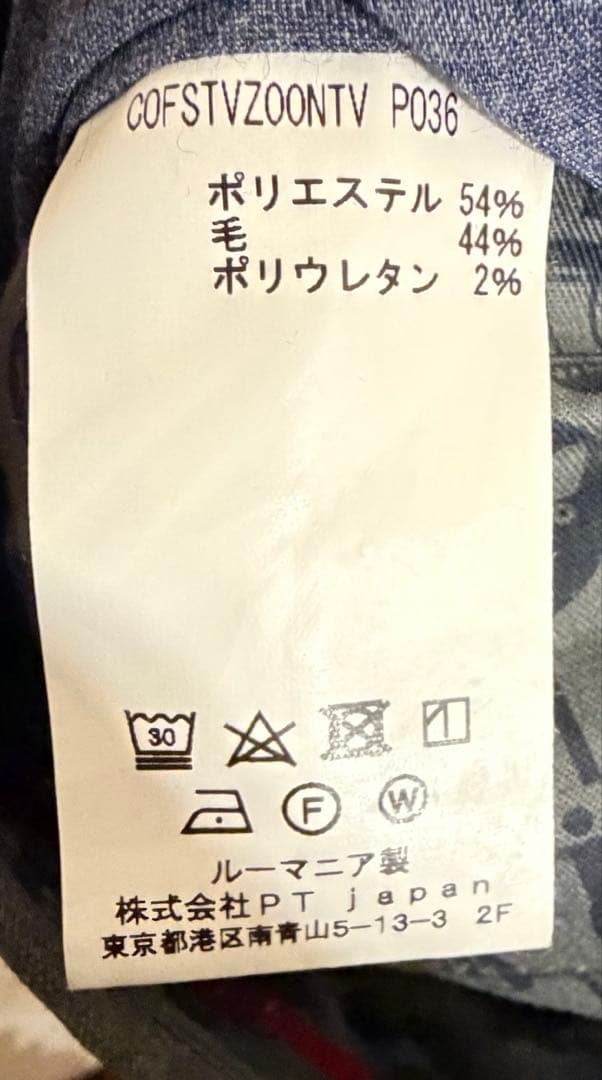 COFSTVZOONTV P036
ポリエステル 54%
毛 44%
ポリウレタン 2%
30
F W
ルーマニア製
株式会社PT japan
東京都港区南青山5-13-3 2F